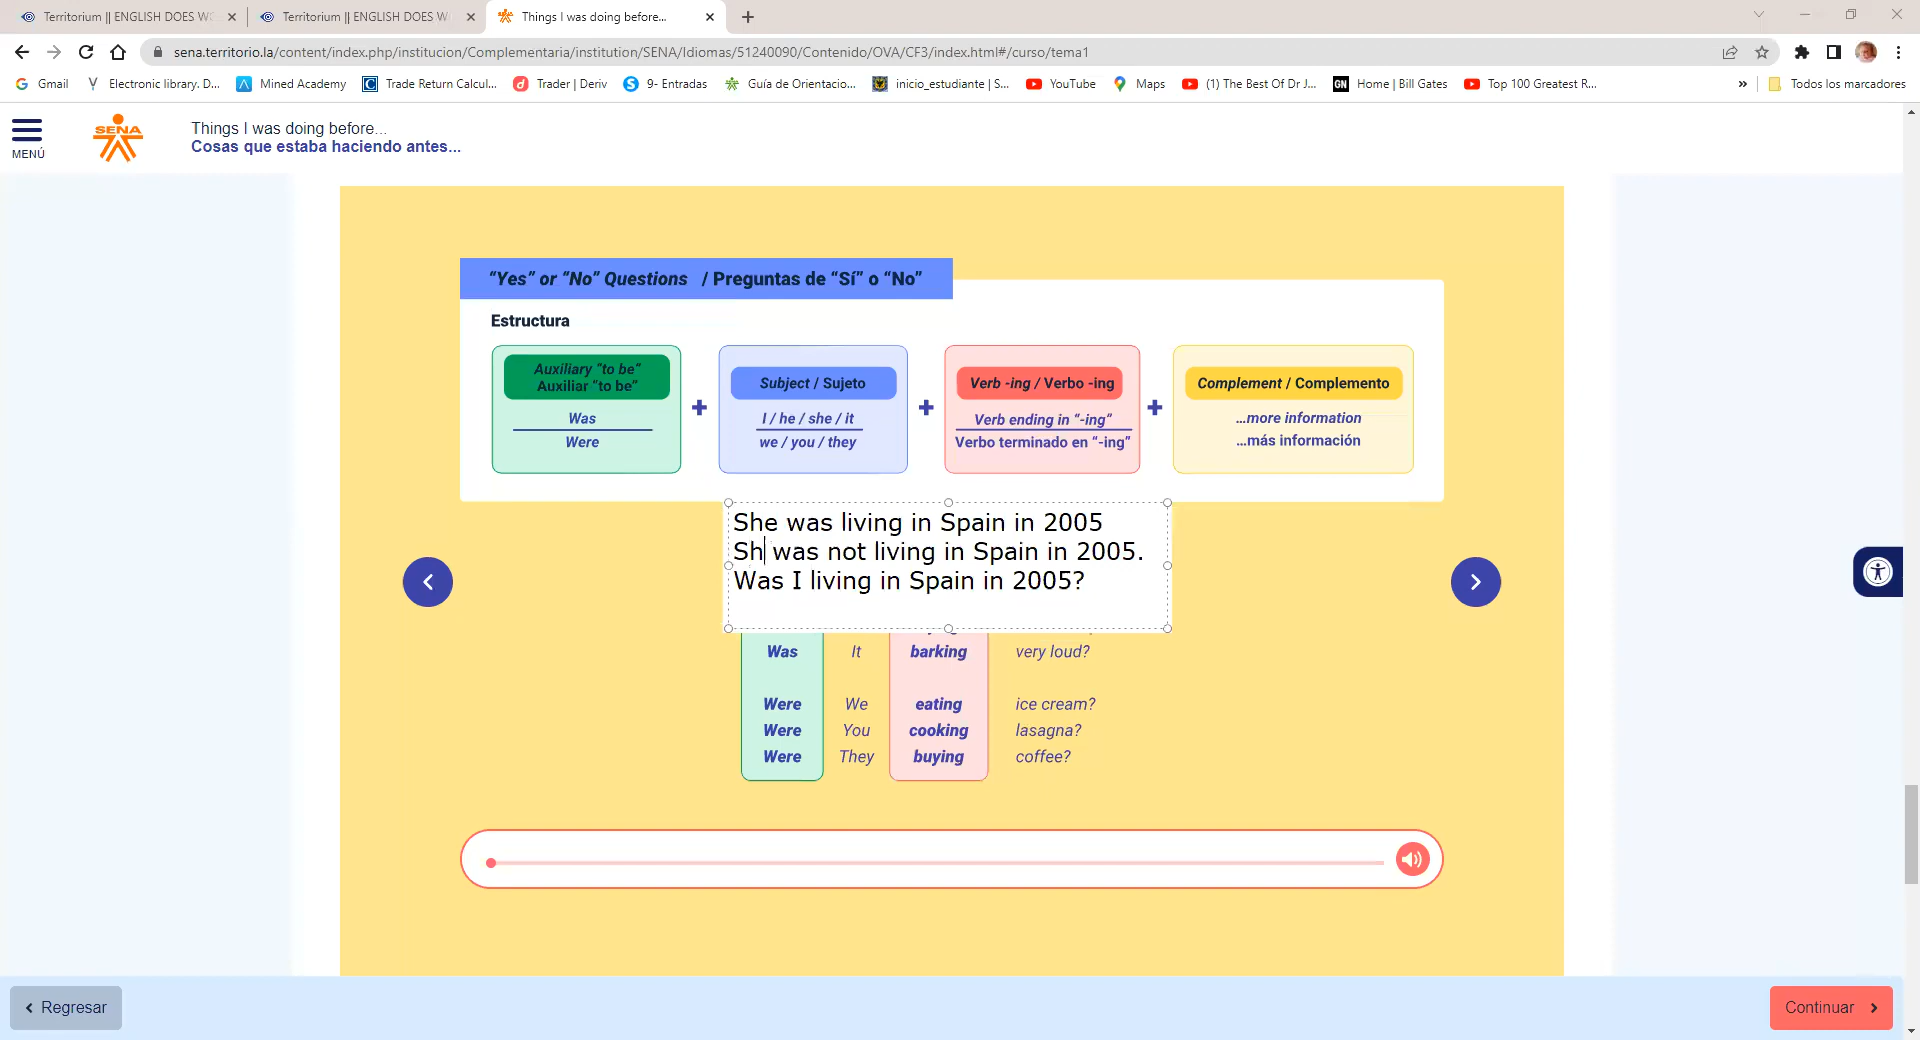 Territorium || ENGLISH DOES W
Territorium || ENGLISH DOES W
Things I was doing before...
sena.territorio.la/content/index.php/institucion/Complementaria/institution/SENA/Idiomas/51240090/Contenido/OVA/CF3/index.html#/curso/tema1
Gmail
Electronic library. D...
Mined Academy
Trade Return Calcul...
Trader | Deriv
9- Entradas
Guía de Orientacio...
inicio_estudiante | S...
YouTube
Maps
(1) The Best Of Dr J...
GN Home | Bill Gates
Top 100 Greatest R...
»
Todos los marcadores
MENÚ
SENA
Things I was doing before...
Cosas que estaba haciendo antes...
“Yes” or “No” Questions / Preguntas de “Sí” o “No”
Estructura
Auxiliary “to be”
Auxiliar “to be”
Was
Were
+
Subject / Sujeto
I / he / she / it
we / you / they
+
Verb -ing / Verbo -ing
Verb ending in “-ing”
Verbo terminado en “-ing”
+
Complement / Complemento
...more information
...más información
She was living in Spain in 2005
Sh was not living in Spain in 2005.
Was I living in Spain in 2005?
Was It barking very loud?
Were We eating ice cream?
Were You cooking lasagna?
Were They buying coffee?
Regresar
Continuar